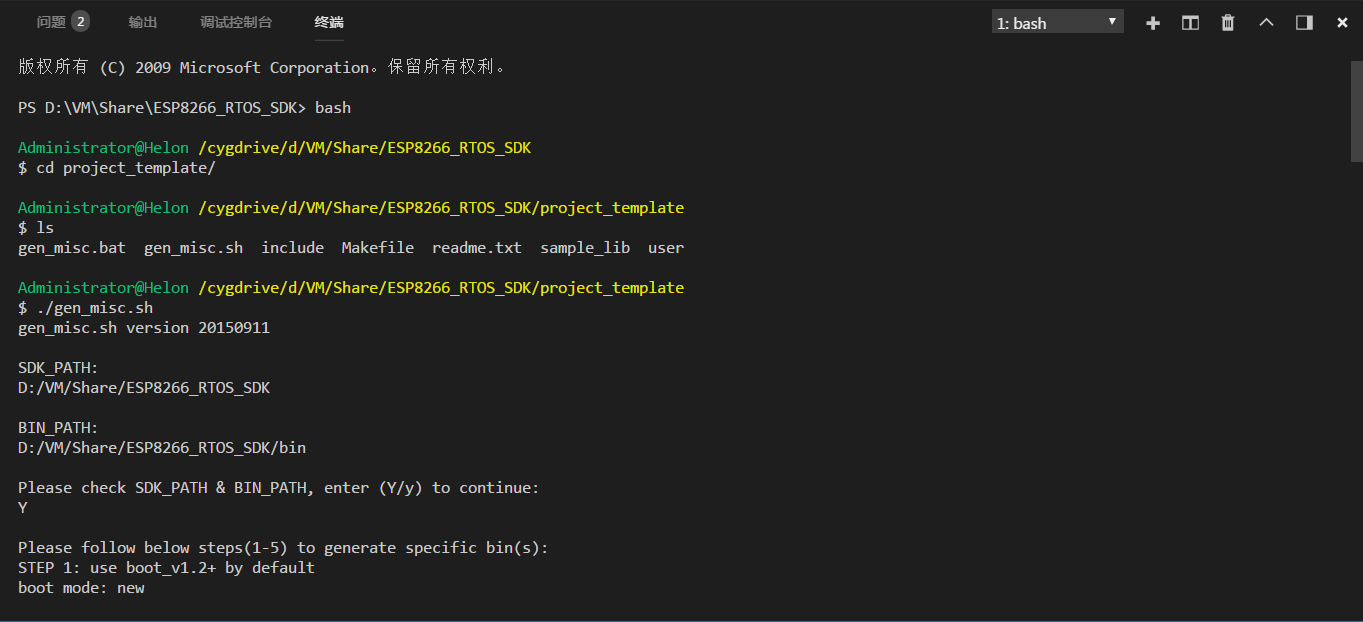 问题 2 输出 调试控制台 终端 1: bash
版权所有 (C) 2009 Microsoft Corporation。保留所有权利。
PS D:\VM\Share\ESP8266_RTOS_SDK> bash
Administrator@Helon /cygdrive/d/VM/Share/ESP8266_RTOS_SDK
$ cd project_template/
Administrator@Helon /cygdrive/d/VM/Share/ESP8266_RTOS_SDK/project_template
$ ls
gen_misc.bat  gen_misc.sh  include  Makefile  readme.txt  sample_lib  user
Administrator@Helon /cygdrive/d/VM/Share/ESP8266_RTOS_SDK/project_template
$ ./gen_misc.sh
gen_misc.sh version 20150911
SDK_PATH:
D:/VM/Share/ESP8266_RTOS_SDK
BIN_PATH:
D:/VM/Share/ESP8266_RTOS_SDK/bin
Please check SDK_PATH & BIN_PATH, enter (Y/y) to continue:
Y
Please follow below steps(1-5) to generate specific bin(s):
STEP 1: use boot_v1.2+ by default
boot mode: new